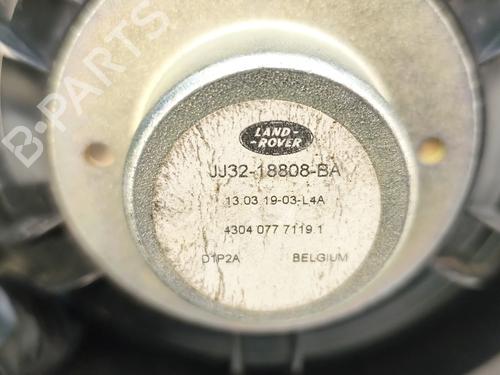 B-PARTS
LAND-
-ROVER
JJ32-18808-BA
13.03 19-03-L4A
4304 077 7119 1
D1P2A BELGIUM